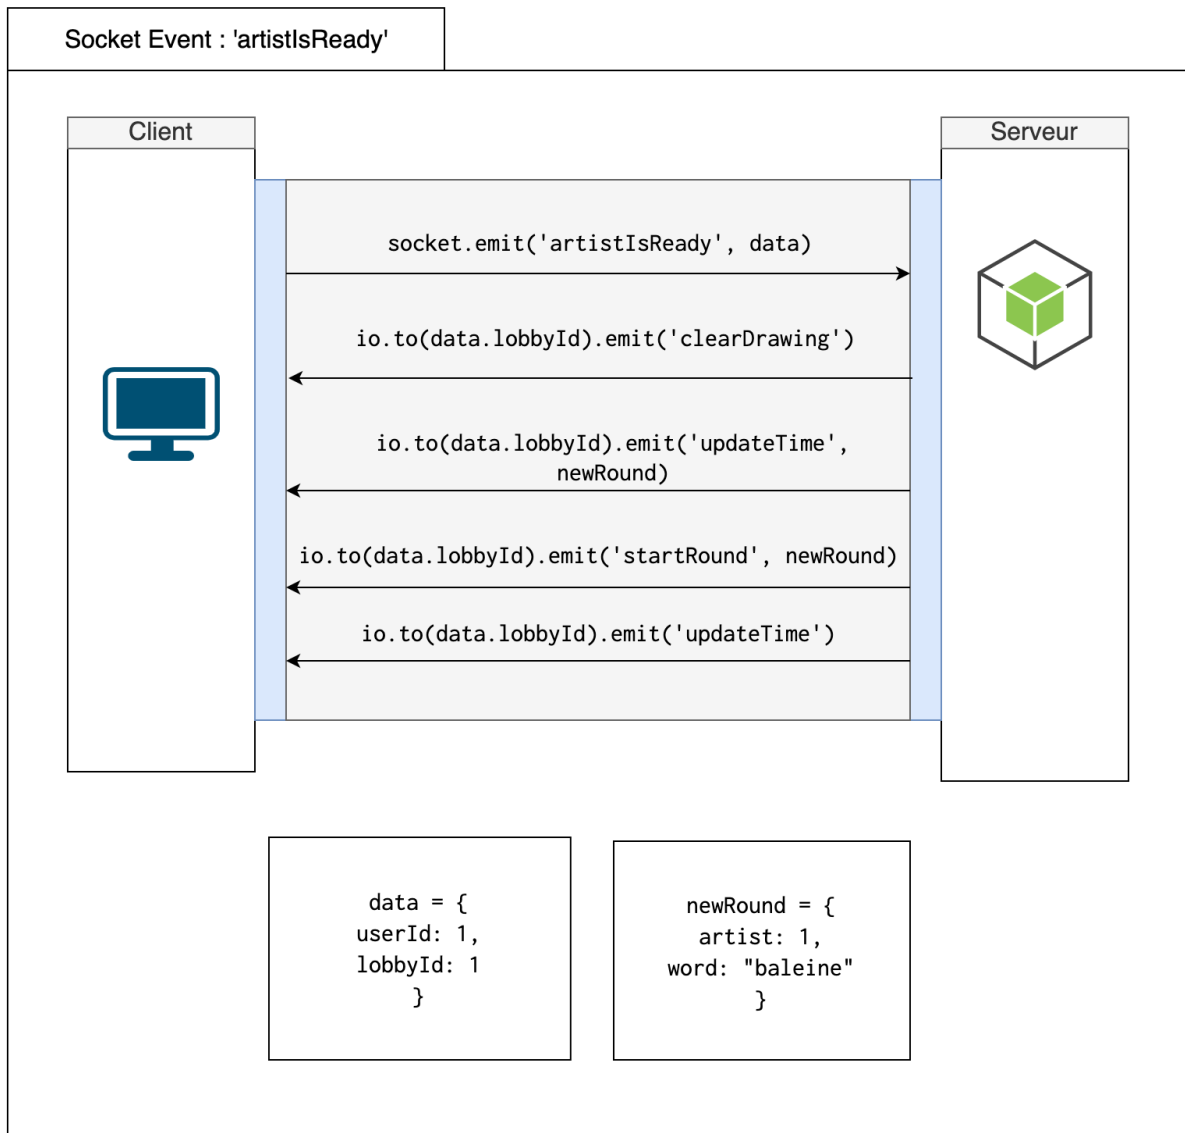 Socket Event : 'artistIsReady'
Client
Serveur
socket.emit('artistIsReady', data)
io.to(data.lobbyId).emit('clearDrawing')
io.to(data.lobbyId).emit('updateTime',
newRound)
io.to(data.lobbyId).emit('startRound', newRound)
io.to(data.lobbyId).emit('updateTime')
data = {
userId: 1,
lobbyId: 1
}
newRound = {
artist: 1,
word: "baleine"
}